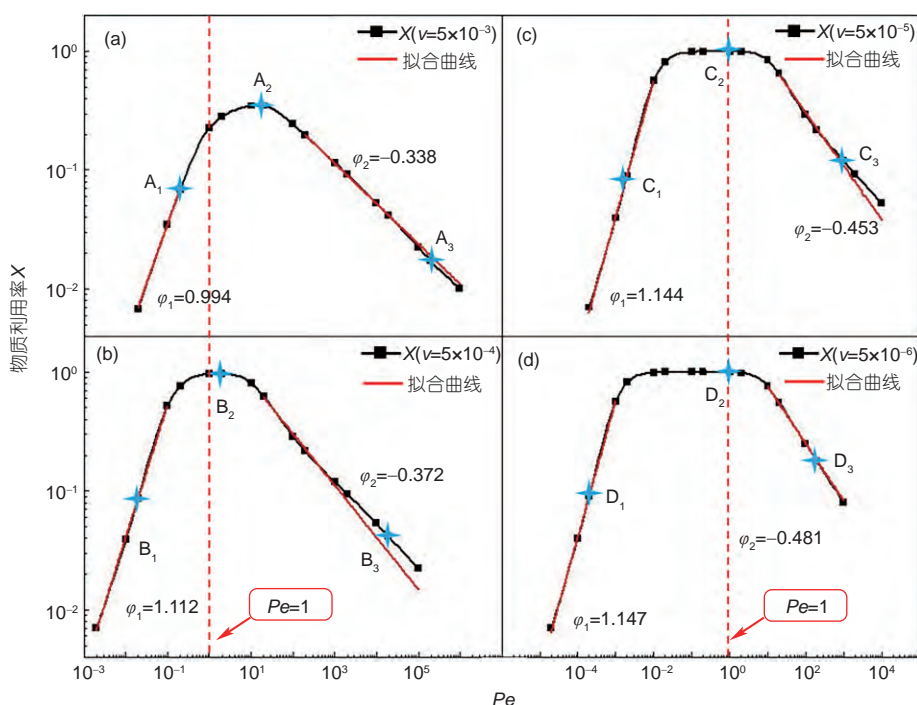 (a)
X(ν=5×10⁻³)
拟合曲线
A₁
A₂
A₃
φ₁=0.994
φ₂=−0.338
(c)
X(ν=5×10⁻⁵)
拟合曲线
C₁
C₂
C₃
φ₁=1.144
φ₂=−0.453
(b)
X(ν=5×10⁻⁴)
拟合曲线
B₁
B₂
B₃
φ₁=1.112
φ₂=−0.372
Pe=1
(d)
X(ν=5×10⁻⁶)
拟合曲线
D₁
D₂
D₃
φ₁=1.147
φ₂=−0.481
Pe=1
物质利用率X
10⁰
10⁻¹
10⁻²
10⁰
10⁻¹
10⁻²
10⁻³ 10⁻¹ 10¹ 10³ 10⁵ 10⁻⁴ 10⁻² 10⁰ 10² 10⁴
Pe